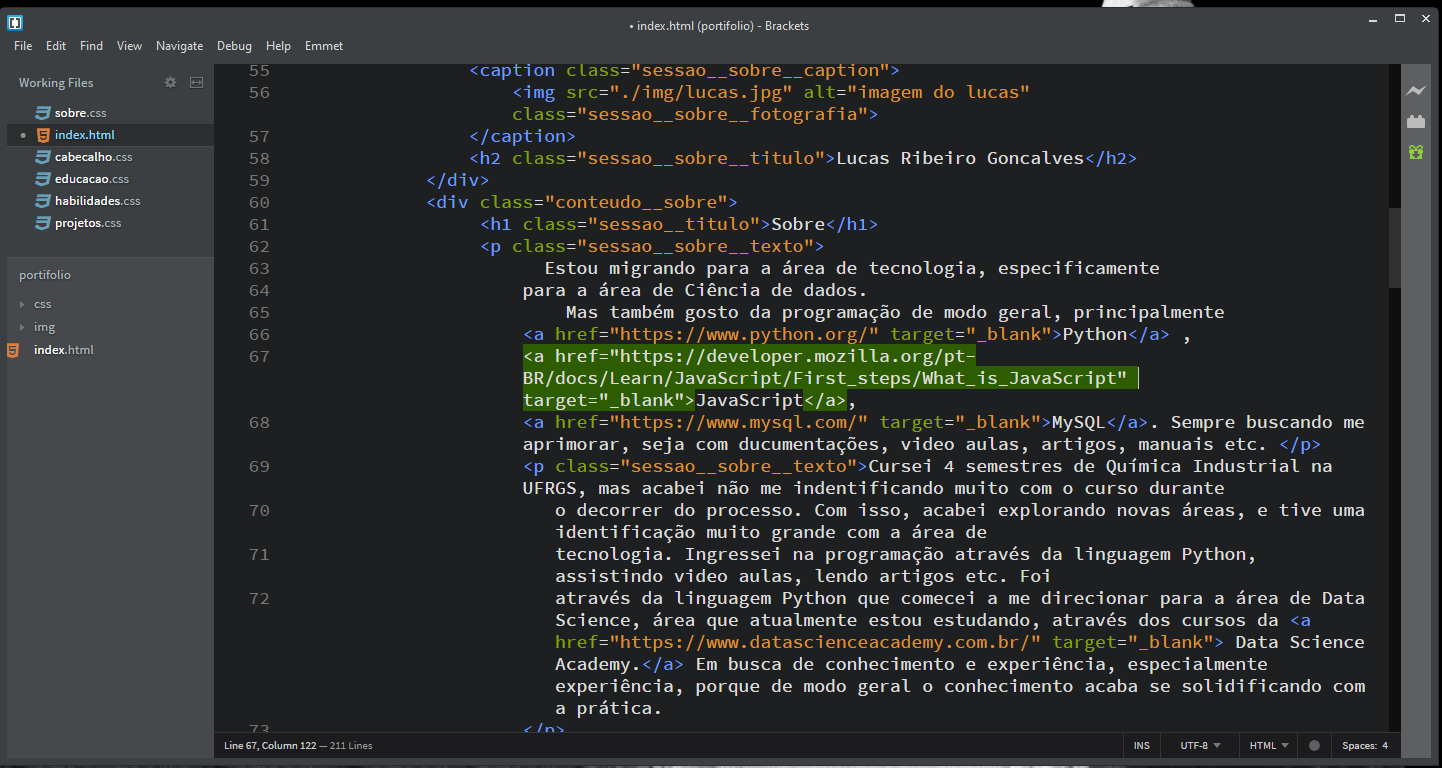 • index.html (portifolio) - Brackets
File Edit Find View Navigate Debug Help Emmet
Working Files
sobre.css
index.html
cabecalho.css
educacao.css
habilidades.css
projetos.css
portifolio
css
img
index.html
55 <caption class="sessao__sobre__caption">
56 <img src="./img/lucas.jpg" alt="imagem do lucas"
class="sessao__sobre__fotografia">
57 </caption>
58 <h2 class="sessao__sobre__titulo">Lucas Ribeiro Goncalves</h2>
59 </div>
60 <div class="conteudo__sobre">
61 <h1 class="sessao__titulo">Sobre</h1>
62 <p class="sessao__sobre__texto">
63 Estou migrando para a área de tecnologia, especificamente
64 para a área de Ciência de dados.
65 Mas também gosto da programação de modo geral, principalmente
66 <a href="https://www.python.org/" target="_blank">Python</a> ,
67 <a href="https://developer.mozilla.org/pt-
BR/docs/Learn/JavaScript/First_steps/What_is_JavaScript"
target="_blank">JavaScript</a>,
68 <a href="https://www.mysql.com/" target="_blank">MySQL</a>. Sempre buscando me
aprimorar, seja com ducumentações, video aulas, artigos, manuais etc. </p>
69 <p class="sessao__sobre__texto">Cursei 4 semestres de Química Industrial na
UFRGS, mas acabei não me indentificando muito com o curso durante
70 o decorrer do processo. Com isso, acabei explorando novas áreas, e tive uma
identificação muito grande com a área de
71 tecnologia. Ingressei na programação através da linguagem Python,
assistindo video aulas, lendo artigos etc. Foi
72 através da linguagem Python que comecei a me direcionar para a área de Data
Science, área que atualmente estou estudando, através dos cursos da <a
href="https://www.datascienceacademy.com.br/" target="_blank"> Data Science
Academy.</a> Em busca de conhecimento e experiência, especialmente
experiência, porque de modo geral o conhecimento acaba se solidificando com
a prática.
73 </p>
Line 67, Column 122 — 211 Lines
INS UTF-8 HTML Spaces: 4